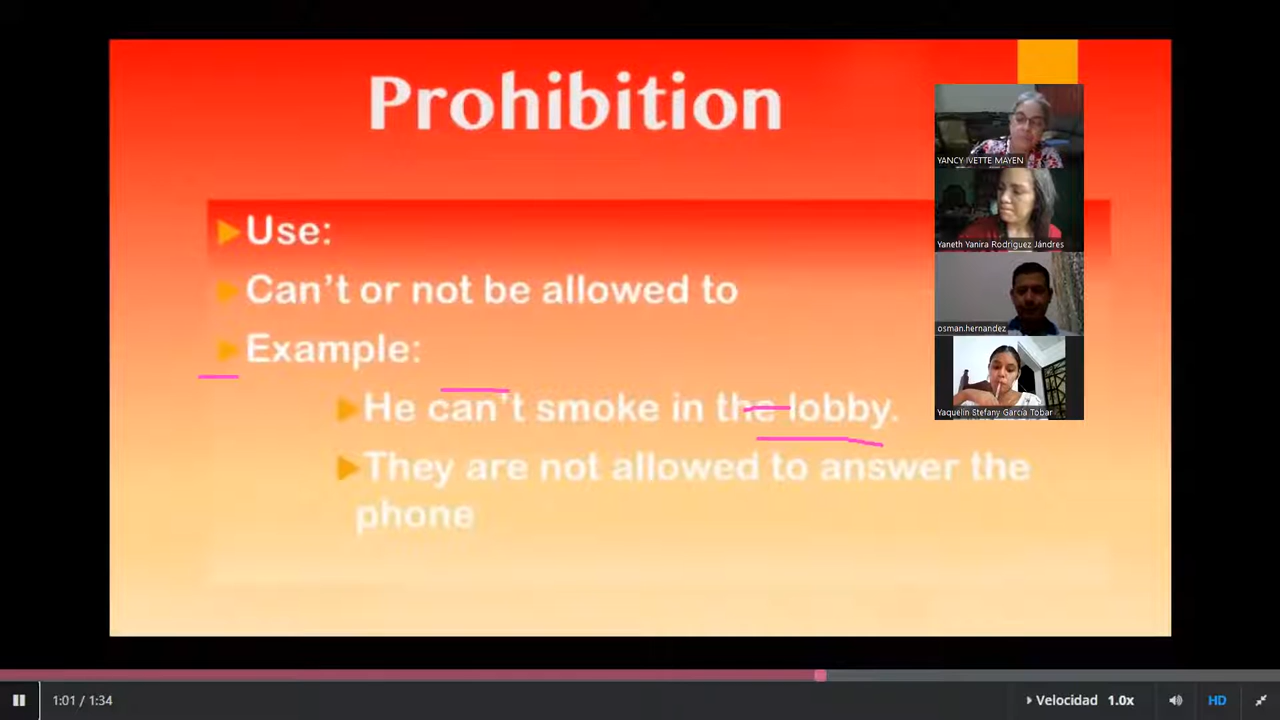 Prohibition
Use:
Can't or not be allowed to
Example:
He can't smoke in the lobby.
They are not allowed to answer the
phone
YANCY IVETTE MAYEN
Yaneth Yanira Rodriguez Jándres
osman.hernandez
Yaquelin Stefany García Tobar
1:01 / 1:34
Velocidad 1.0x
HD